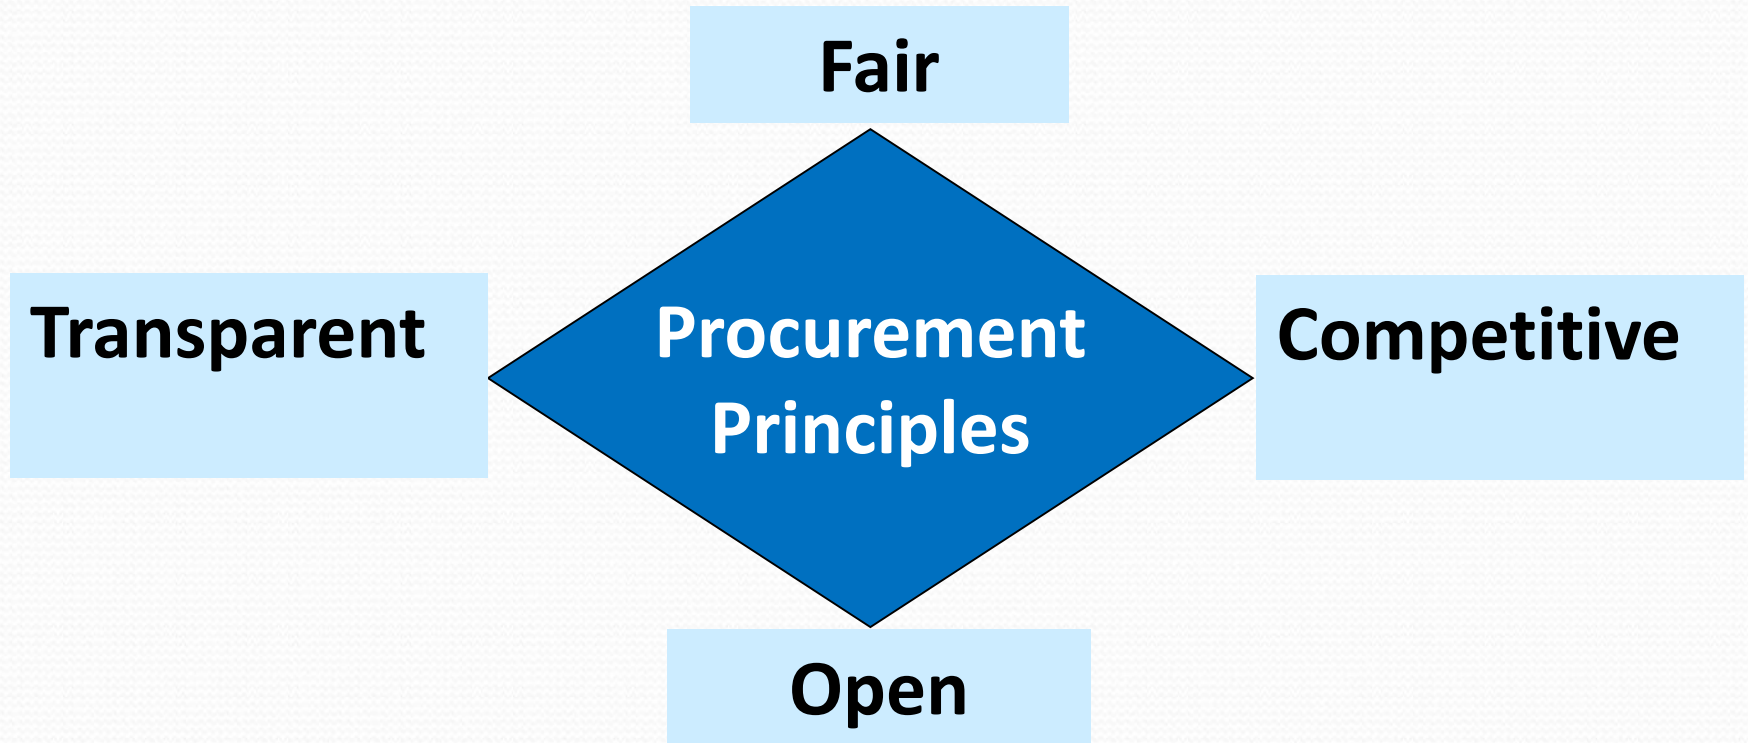 Fair
Transparent
Procurement
Principles
Competitive
Open